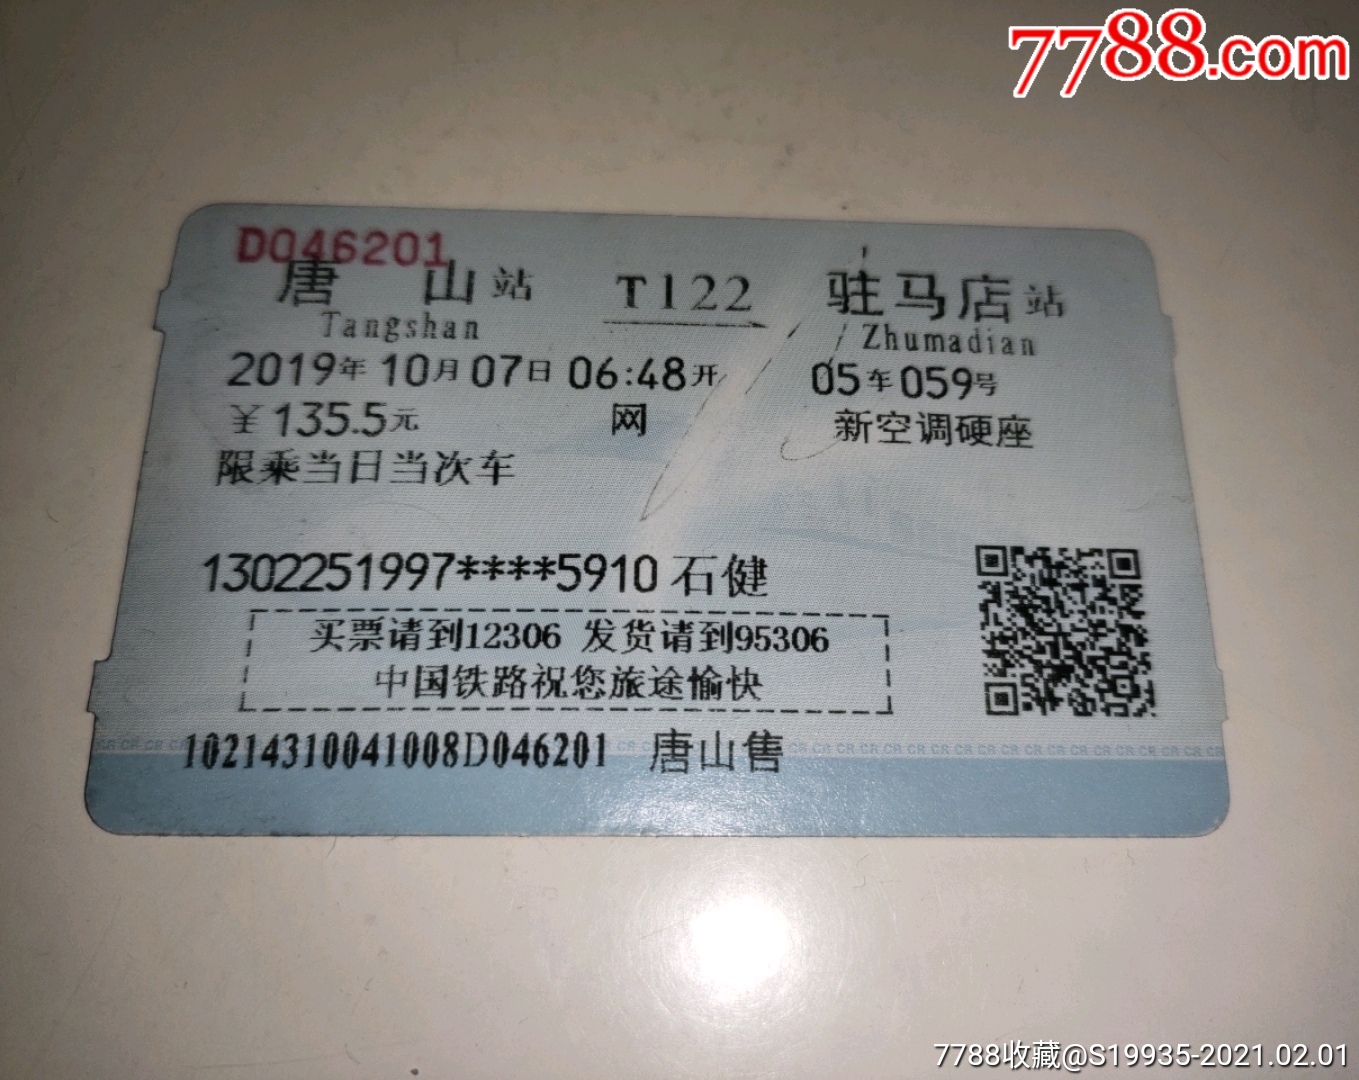 7788.com
D046201
唐 山 站 T122 驻马店 站
Tangshan Zhumadian
2019年10月07日06:48开 05车059号
￥135.5元 网 新空调硬座
限乘当日当次车
1302251997****5910 石健
买票请到12306 发货请到95306
中国铁路祝您旅途愉快
10214310041008D046201 唐山售
7788收藏@S19935-2021.02.01